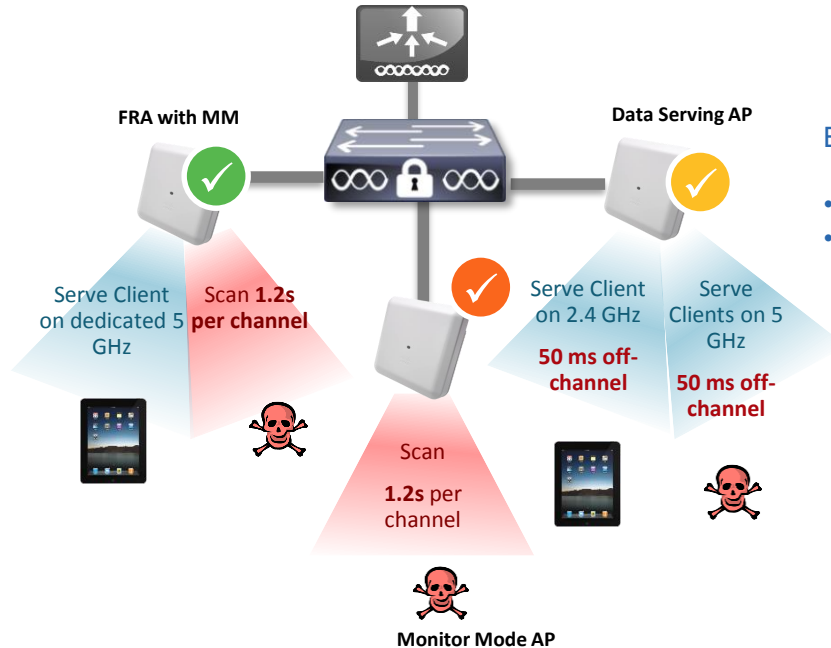 FRA with MM
Data Serving AP
Serve Client
on dedicated 5
GHz
Scan 1.2s
per channel
Serve Client
on 2.4 GHz
50 ms off-
channel
Serve
Clients on 5
GHz
50 ms off-
channel
Scan
1.2s per
channel
Monitor Mode AP